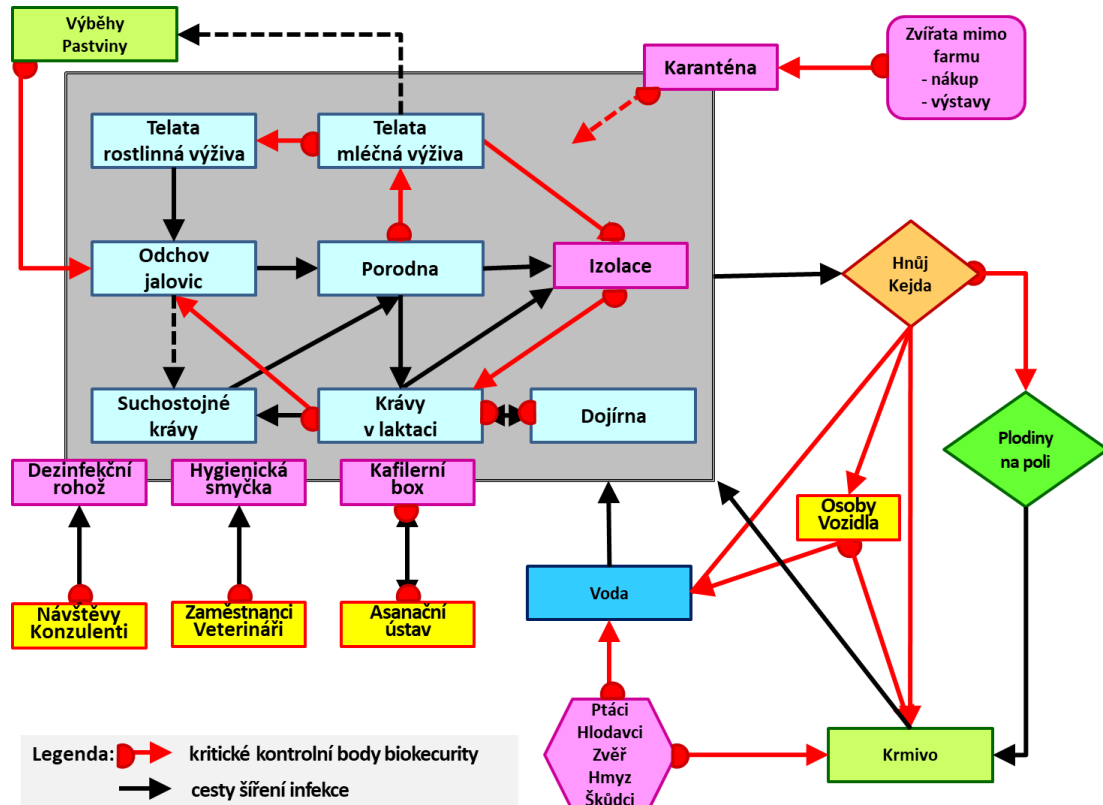 Výběhy
Pastviny
Karanténa
Zvířata mimo
farmu
- nákup
- výstavy
Telata
rostlinná výživa
Telata
mléčná výživa
Odchov
jalovic
Porodna
Izolace
Hnůj
Kejda
Suchostojné
krávy
Krávy
v laktaci
Dojírna
Plodiny
na poli
Dezinfekční
rohož
Hygienická
smyčka
Kafilerní
box
Osoby
Vozidla
Voda
Návštěvy
Konzulenti
Zaměstnanci
Veterináři
Asanační
ústav
Ptáci
Hlodavci
Zvěř
Hmyz
Škůdci
Krmivo
Legenda:
kritické kontrolní body biokecurity
cesty šíření infekce